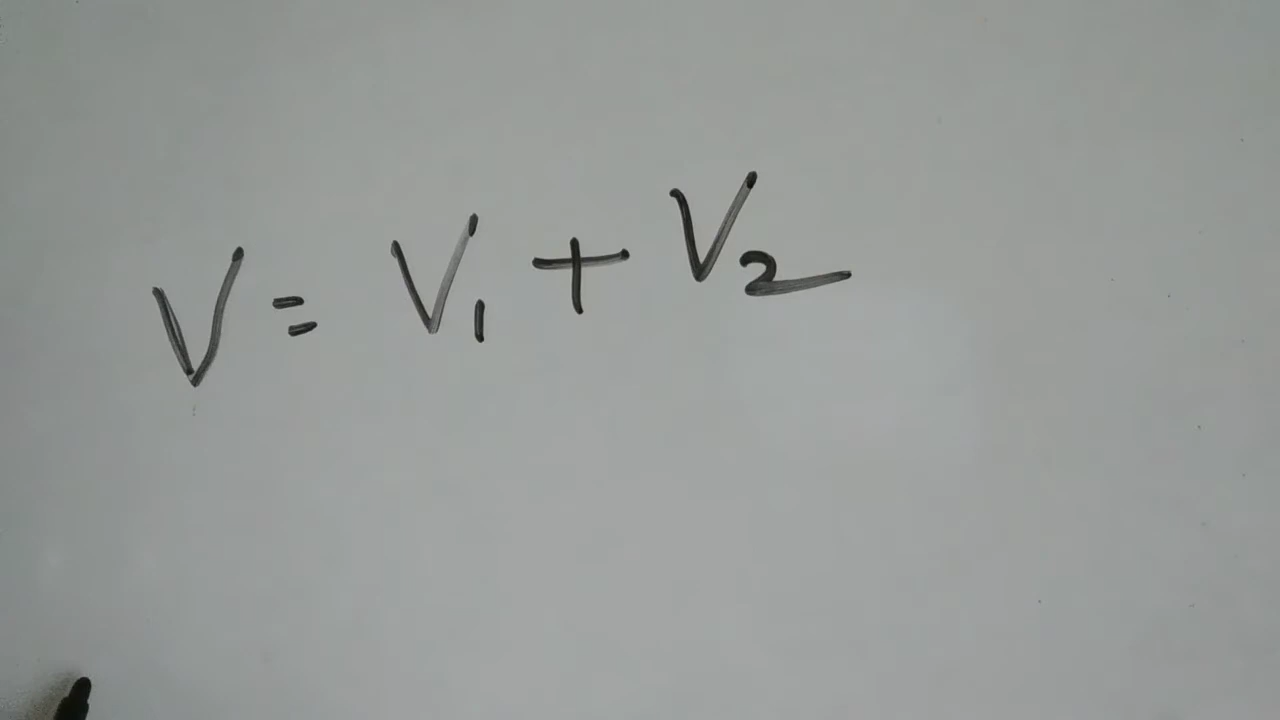 V = V₁ + V₂